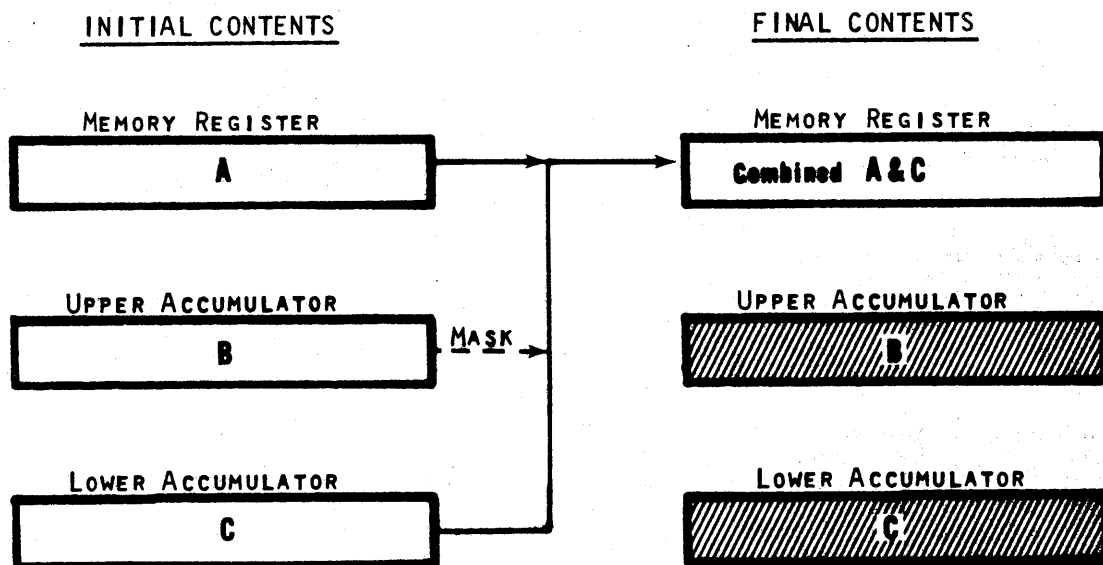 INITIAL CONTENTS
FINAL CONTENTS
MEMORY REGISTER
MEMORY REGISTER
A
Combined A & C
UPPER ACCUMULATOR
UPPER ACCUMULATOR
B
MASK
B
LOWER ACCUMULATOR
LOWER ACCUMULATOR
C
C